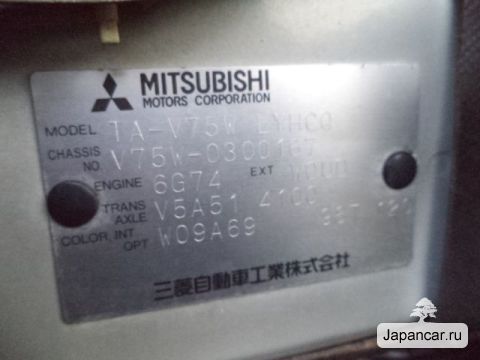 MITSUBISHI
MOTORS CORPORATION
MODEL TA-V75W LYHCQ
CHASSIS NO. V75W-0300167
ENGINE 6G74 EXT
TRANS AXLE V5A51 4100
COLOR, INT OPT W09A69
三菱自動車工業株式会社
Japancar.ru